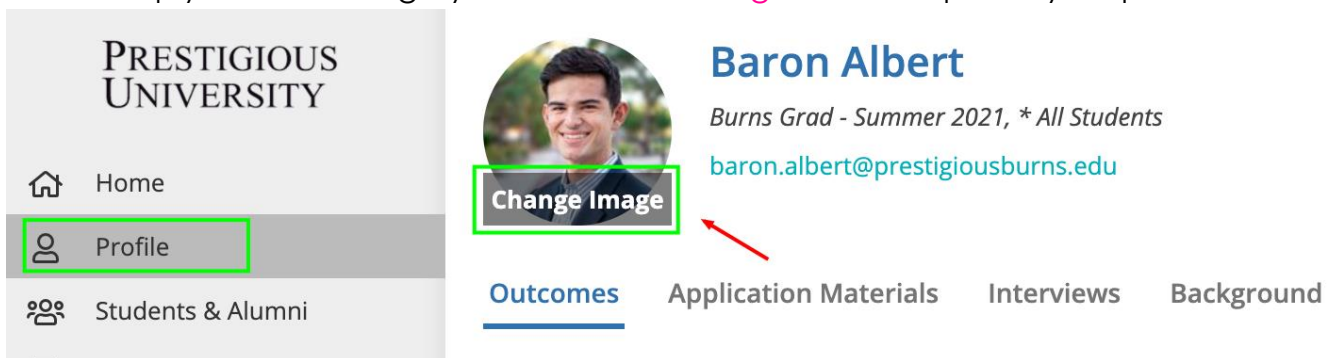 PRESTIGIOUS
UNIVERSITY
Home
Profile
Students & Alumni
Baron Albert
Burns Grad - Summer 2021, * All Students
baron.albert@prestigiousburns.edu
Change Image
Outcomes Application Materials Interviews Background